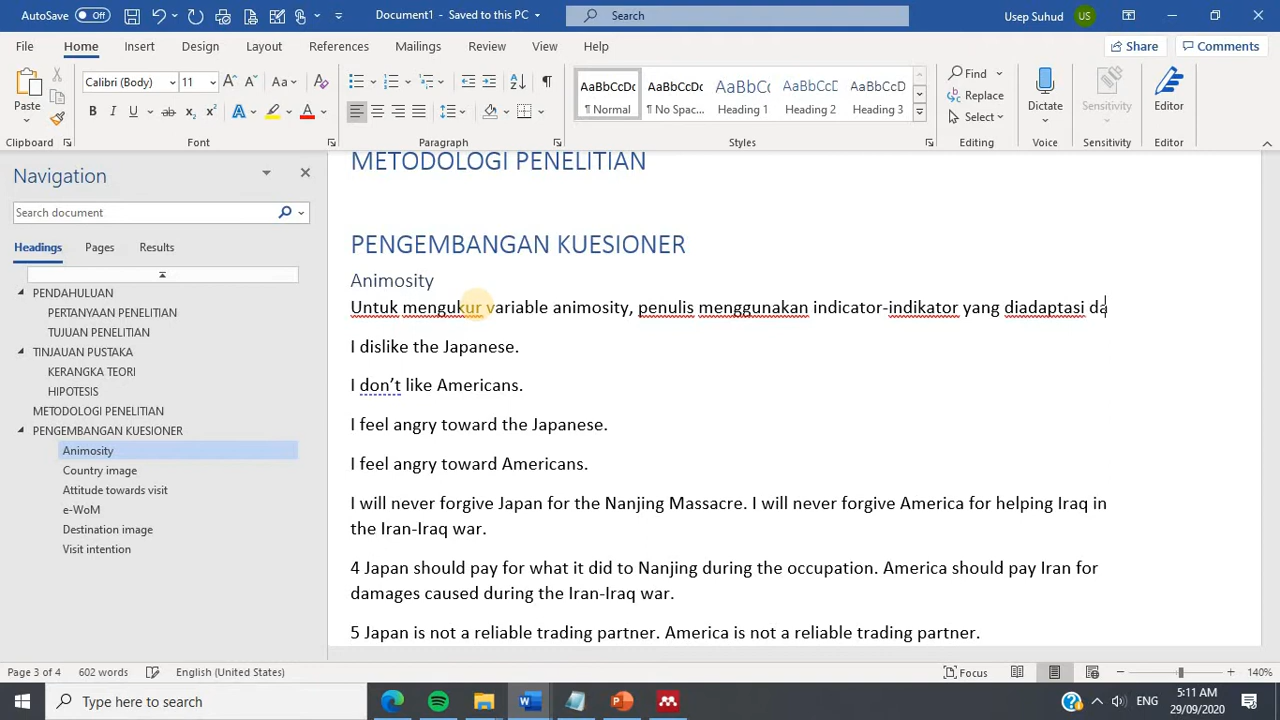 AutoSave Off Document1 - Saved to this PC Search Usep Suhud US
File Home Insert Design Layout References Mailings Review View Help Share Comments
Paste Calibri (Body) 11 Aa
B I U ab x₂ x² A A
AaBbCcDc AaBbCcDc AaBbCc AaBbCcD AaBbCcD
¶ Normal ¶ No Spac... Heading 1 Heading 2 Heading 3
Find Replace Select Dictate Sensitivity Editor
Clipboard Font Paragraph Styles Editing Voice Sensitivity Editor
Navigation
Search document
Headings Pages Results
PENDAHULUAN
PERTANYAAN PENELITIAN
TUJUAN PENELITIAN
TINJAUAN PUSTAKA
KERANGKA TEORI
HIPOTESIS
METODOLOGI PENELITIAN
PENGEMBANGAN KUESIONER
Animosity
Country image
Attitude towards visit
e-WoM
Destination image
Visit intention
METODOLOGI PENELITIAN
PENGEMBANGAN KUESIONER
Animosity
Untuk mengukur variable animosity, penulis menggunakan indicator-indikator yang diadaptasi da
I dislike the Japanese.
I don’t like Americans.
I feel angry toward the Japanese.
I feel angry toward Americans.
I will never forgive Japan for the Nanjing Massacre. I will never forgive America for helping Iraq in
the Iran-Iraq war.
4 Japan should pay for what it did to Nanjing during the occupation. America should pay Iran for
damages caused during the Iran-Iraq war.
5 Japan is not a reliable trading partner. America is not a reliable trading partner.
Page 3 of 4 602 words English (United States) Focus 140%
Type here to search ENG 5:11 AM
29/09/2020